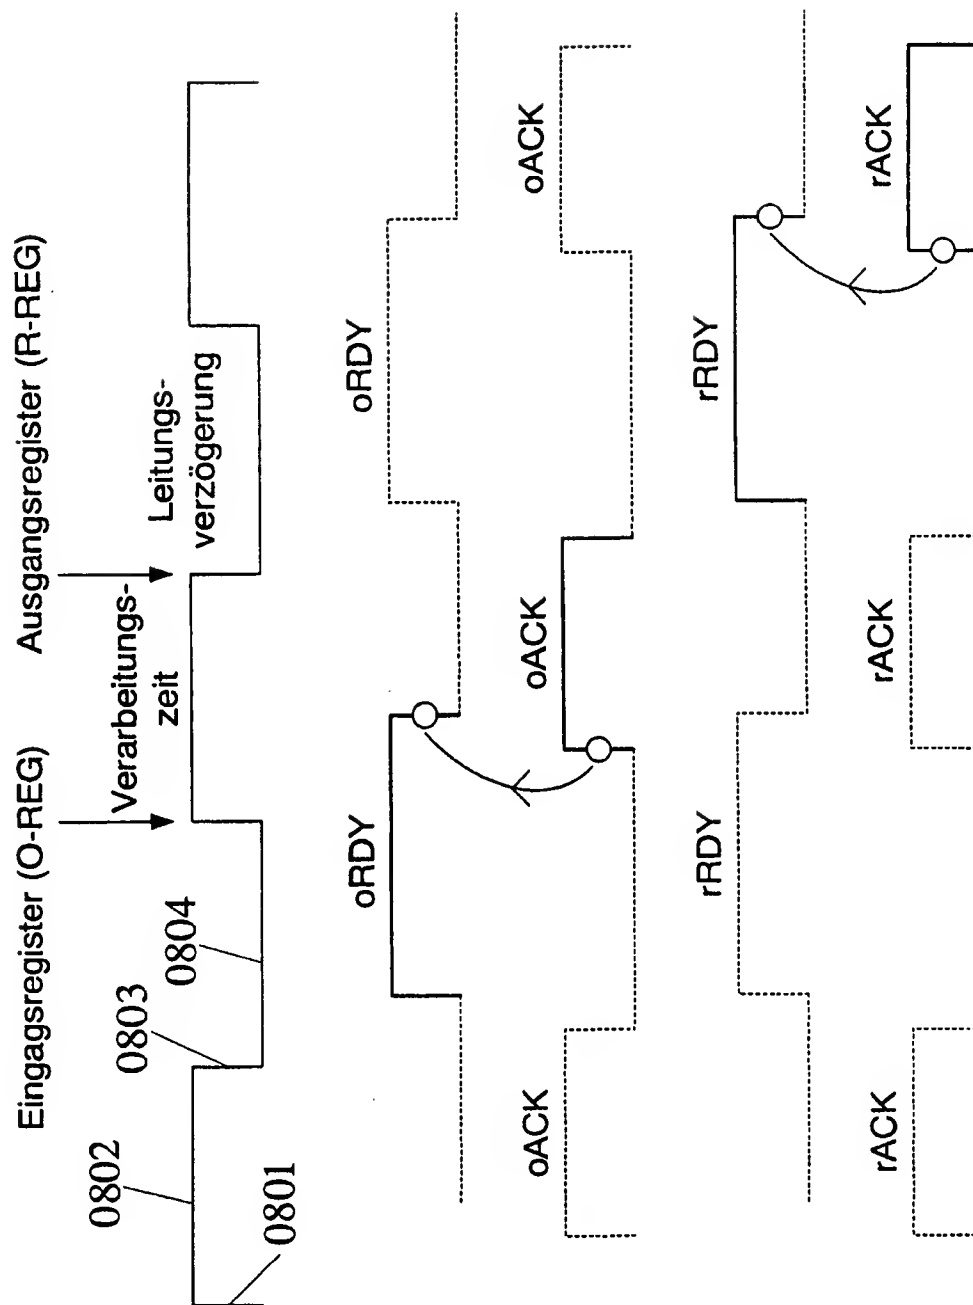 Eingagsregister (O-REG)
Ausgangsregister (R-REG)
Verarbeitungs-
zeit
Leitungs-
verzögerung
0802
0803
0804
0801
oRDY
oRDY
oACK
oACK
oACK
rRDY
rRDY
rACK
rACK
rACK